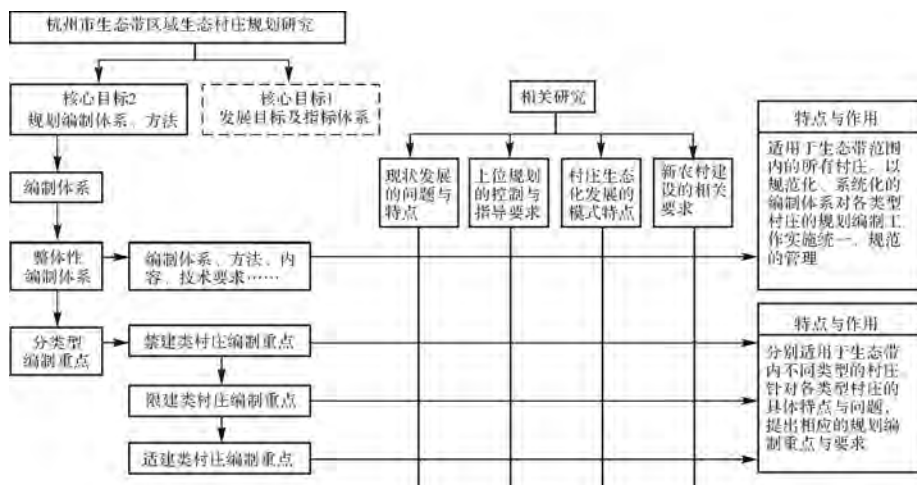 杭州市生态带区域生态村庄规划研究
核心目标2
规划编制体系、方法
核心目标1
发展目标及指标体系
相关研究
编制体系
现状发展
的问题与
特点
上位规划
的控制与
指导要求
村庄生态
化发展的
模式特点
新农村建
设的相关
要求
特点与作用
适用于生态带范围
内的所有村庄。以
规范化、系统化的
编制体系对各类型
村庄的规划编制工
作实施统一、规范
的管理
整体性
编制体系
编制体系、方法、内
容、技术要求……
分类型
编制重点
禁建类村庄编制重点
限建类村庄编制重点
适建类村庄编制重点
特点与作用
分别适用于生态带
内不同类型的村庄。
针对各类型村庄的
具体特点与问题,
提出相应的规划编
制重点与要求